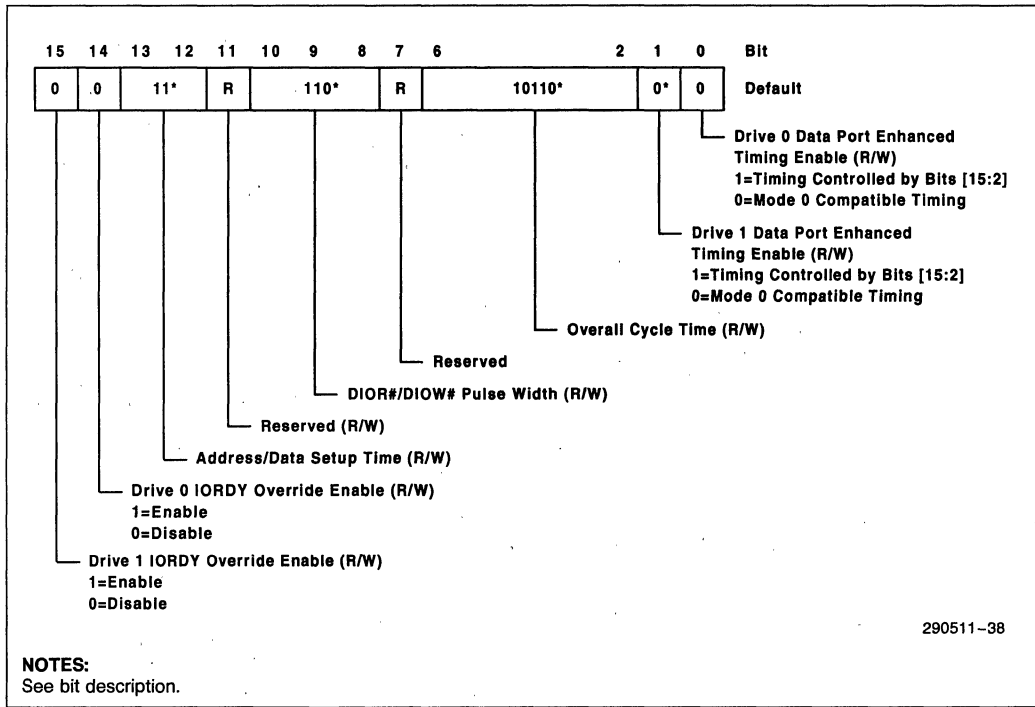 15 14 13 12 11 10 9 8 7 6 2 1 0 Bit
0 0 11* R 110* R 10110* 0* 0 Default
Drive 0 Data Port Enhanced
Timing Enable (R/W)
1=Timing Controlled by Bits [15:2]
0=Mode 0 Compatible Timing
Drive 1 Data Port Enhanced
Timing Enable (R/W)
1=Timing Controlled by Bits [15:2]
0=Mode 0 Compatible Timing
Overall Cycle Time (R/W)
Reserved
DIOR#/DIOW# Pulse Width (R/W)
Reserved (R/W)
Address/Data Setup Time (R/W)
Drive 0 IORDY Override Enable (R/W)
1=Enable
0=Disable
Drive 1 IORDY Override Enable (R/W)
1=Enable
0=Disable
290511–38
NOTES:
See bit description.